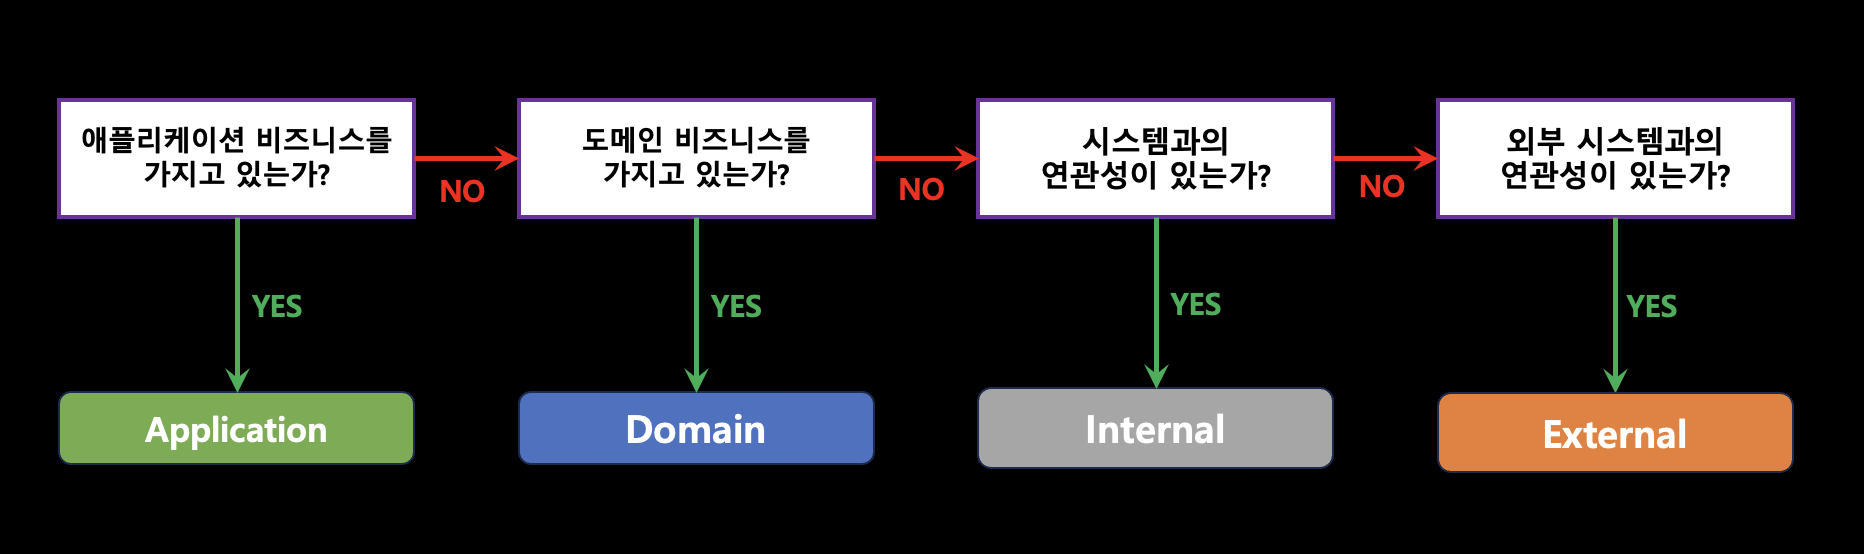 애플리케이션 비즈니스를
가지고 있는가?
NO
도메인 비즈니스를
가지고 있는가?
NO
시스템과의
연관성이 있는가?
NO
외부 시스템과의
연관성이 있는가?
YES
YES
YES
YES
Application
Domain
Internal
External